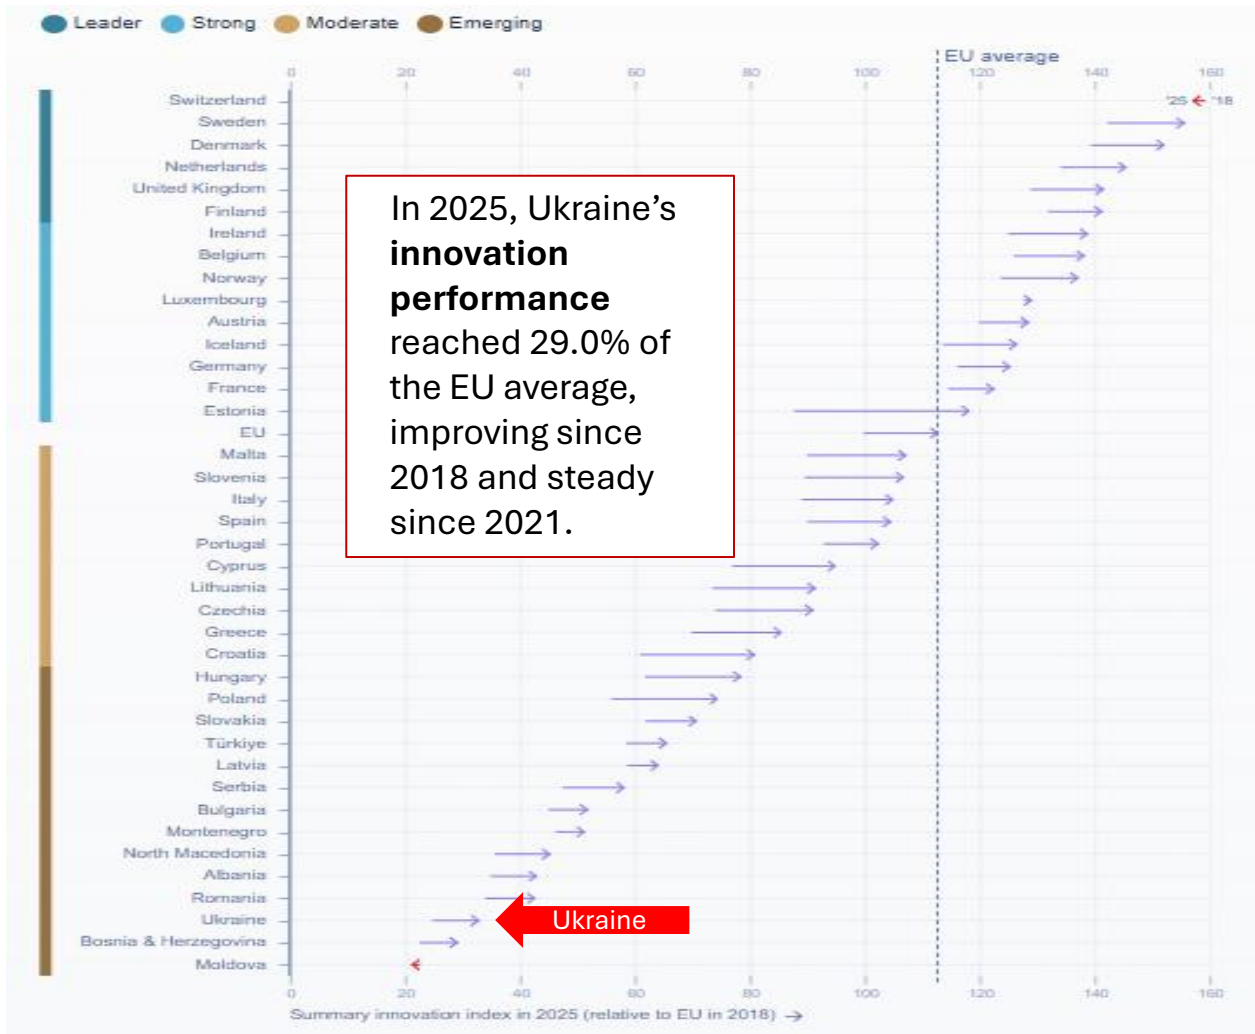 Leader Strong Moderate Emerging
EU average
0 20 40 60 80 100 120 140 160
Switzerland '25 '18
Sweden
Denmark
Netherlands
United Kingdom
Finland
Ireland
Belgium
Norway
Luxembourg
Austria
Iceland
Germany
France
Estonia
EU
Malta
Slovenia
Italy
Spain
Portugal
Cyprus
Lithuania
Czechia
Greece
Croatia
Hungary
Poland
Slovakia
Türkiye
Latvia
Serbia
Bulgaria
Montenegro
North Macedonia
Albania
Romania
Ukraine Ukraine
Bosnia & Herzegovina
Moldova
0 20 40 60 80 100 120 140 160
Summary innovation index in 2025 (relative to EU in 2018) →
In 2025, Ukraine’s
innovation
performance
reached 29.0% of
the EU average,
improving since
2018 and steady
since 2021.